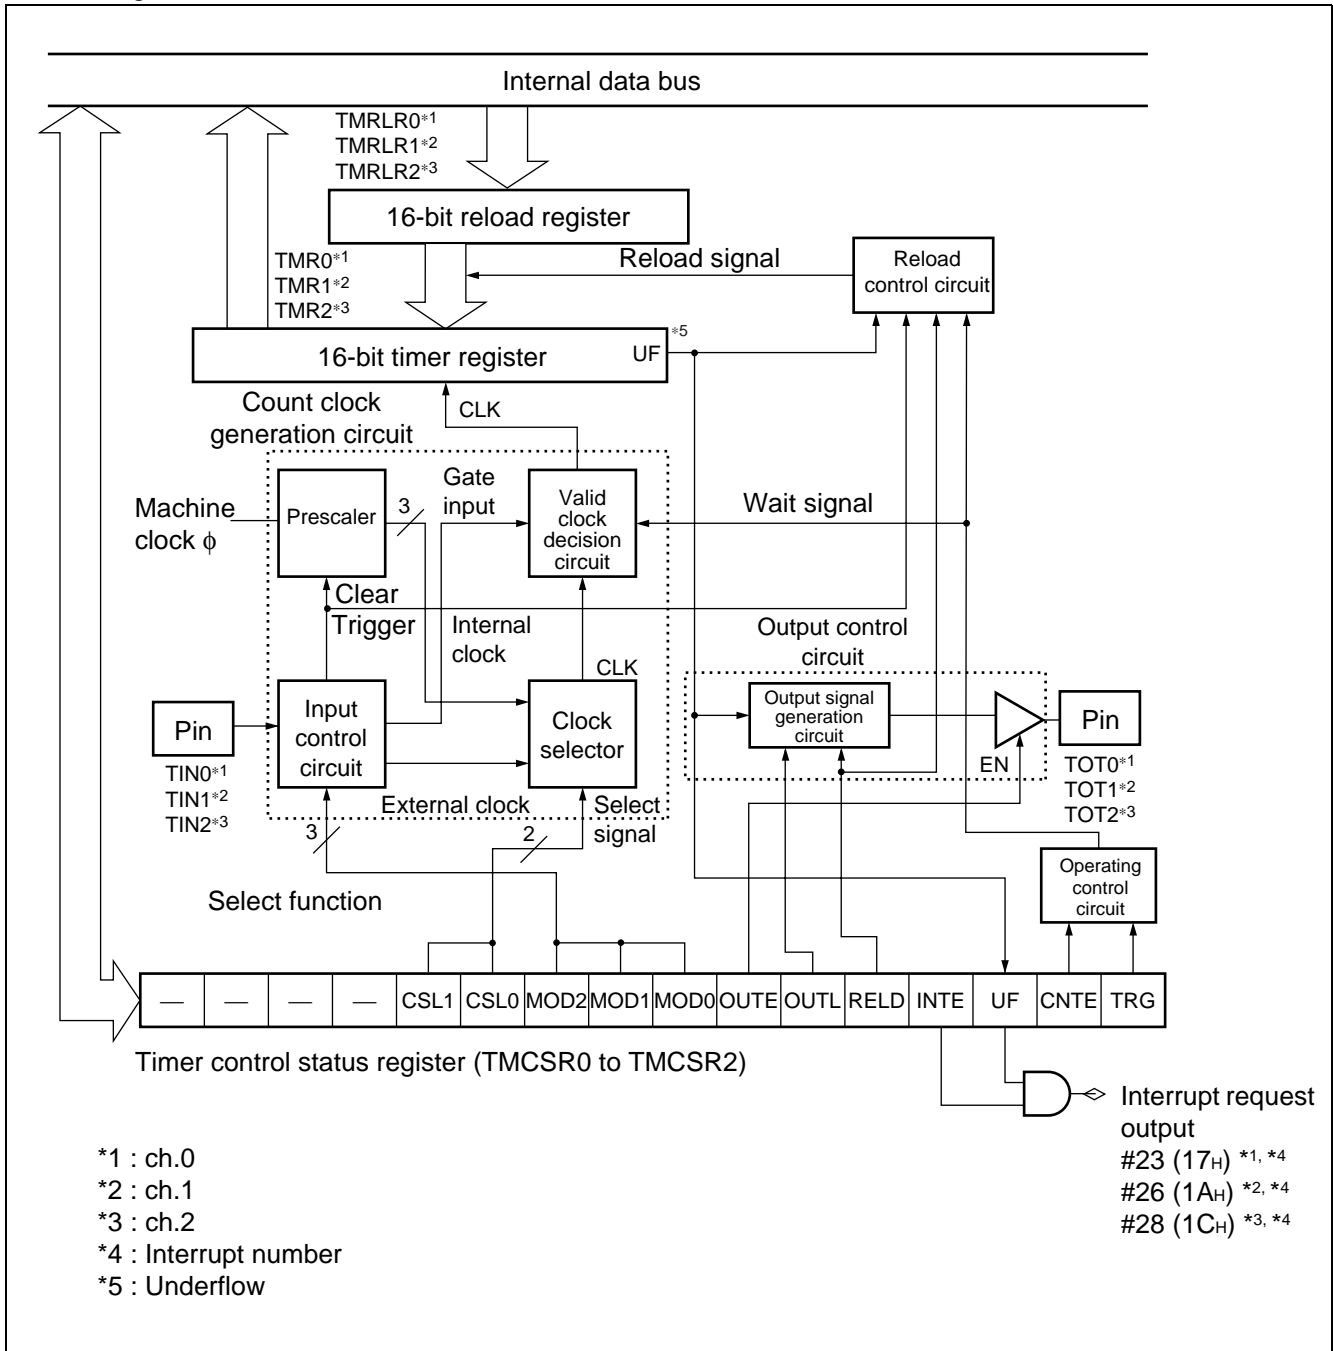 Internal data bus
TMRLR0*1
TMRLR1*2
TMRLR2*3
16-bit reload register
TMR0*1
TMR1*2
TMR2*3
Reload signal
Reload
control circuit
*5
16-bit timer register
UF
Count clock
generation circuit
CLK
Machine
clock ϕ
Prescaler
3
Gate
input
Valid
clock
decision
circuit
Wait signal
Clear
Trigger
Internal
clock
CLK
Output control
circuit
Pin
TIN0*1
TIN1*2
TIN2*3
Input
control
circuit
Clock
selector
Output signal
generation
circuit
EN
Pin
TOT0*1
TOT1*2
TOT2*3
External clock
Select
signal
3
2
Select function
Operating
control
circuit
— — — — CSL1 CSL0 MOD2 MOD1 MOD0 OUTE OUTL RELD INTE UF CNTE TRG
Timer control status register (TMCSR0 to TMCSR2)
Interrupt request
output
#23 (17H) *1, *4
#26 (1AH) *2, *4
#28 (1CH) *3, *4
*1 : ch.0
*2 : ch.1
*3 : ch.2
*4 : Interrupt number
*5 : Underflow